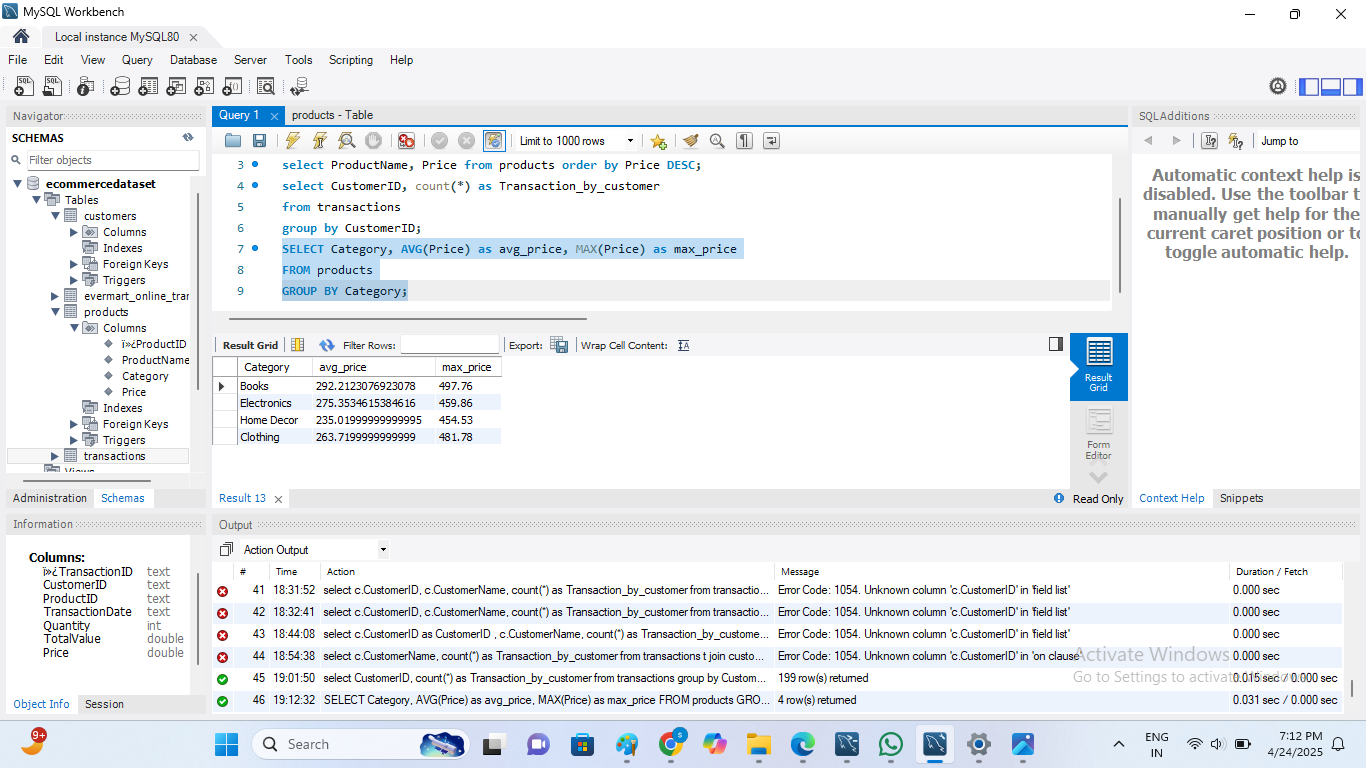 MySQL Workbench
Local instance MySQL80
File Edit View Query Database Server Tools Scripting Help
Navigator
SCHEMAS
Filter objects
ecommercedataset
Tables
customers
Columns
Indexes
Foreign Keys
Triggers
evermart_online_trar
products
Columns
ï»¿ProductID
ProductName
Category
Price
Indexes
Foreign Keys
Triggers
transactions
Views
Administration Schemas
Information
Columns:
ï»¿TransactionID text
CustomerID text
ProductID text
TransactionDate text
Quantity int
TotalValue double
Price double
Object Info Session
Query 1 products - Table
Limit to 1000 rows
3 select ProductName, Price from products order by Price DESC;
4 select CustomerID, count(*) as Transaction_by_customer
5 from transactions
6 group by CustomerID;
7 SELECT Category, AVG(Price) as avg_price, MAX(Price) as max_price
8 FROM products
9 GROUP BY Category;
Result Grid Filter Rows: Export: Wrap Cell Content:
Category avg_price max_price
Books 292.2123076923078 497.76
Electronics 275.3534615384616 459.86
Home Decor 235.01999999999995 454.53
Clothing 263.7199999999999 481.78
Result Grid
Form Editor
Result 13 Read Only
SQLAdditions
Jump to
Automatic context help is
disabled. Use the toolbar t
manually get help for the
current caret position or to
toggle automatic help.
Context Help Snippets
Output
Action Output
# Time Action Message Duration / Fetch
41 18:31:52 select c.CustomerID, c.CustomerName, count(*) as Transaction_by_customer from transactio... Error Code: 1054. Unknown column 'c.CustomerID' in 'field list' 0.000 sec
42 18:32:41 select c.CustomerID, c.CustomerName, count(*) as Transaction_by_customer from transactio... Error Code: 1054. Unknown column 'c.CustomerID' in 'field list' 0.000 sec
43 18:44:08 select c.CustomerID as CustomerID , c.CustomerName, count(*) as Transaction_by_custome... Error Code: 1054. Unknown column 'c.CustomerID' in 'field list' 0.000 sec
44 18:54:38 select c.CustomerName, count(*) as Transaction_by_customer from transactions t join custo... Error Code: 1054. Unknown column 'c.CustomerID' in 'on clause' 0.000 sec
45 19:01:50 select CustomerID, count(*) as Transaction_by_customer from transactions group by Custom... 199 row(s) returned 0.015 sec / 0.000 sec
46 19:12:32 SELECT Category, AVG(Price) as avg_price, MAX(Price) as max_price FROM products GRO... 4 row(s) returned 0.031 sec / 0.000 sec
Activate Windows
Go to Settings to activate Windows.
9+
Search
S
ENG
IN
7:12 PM
4/24/2025